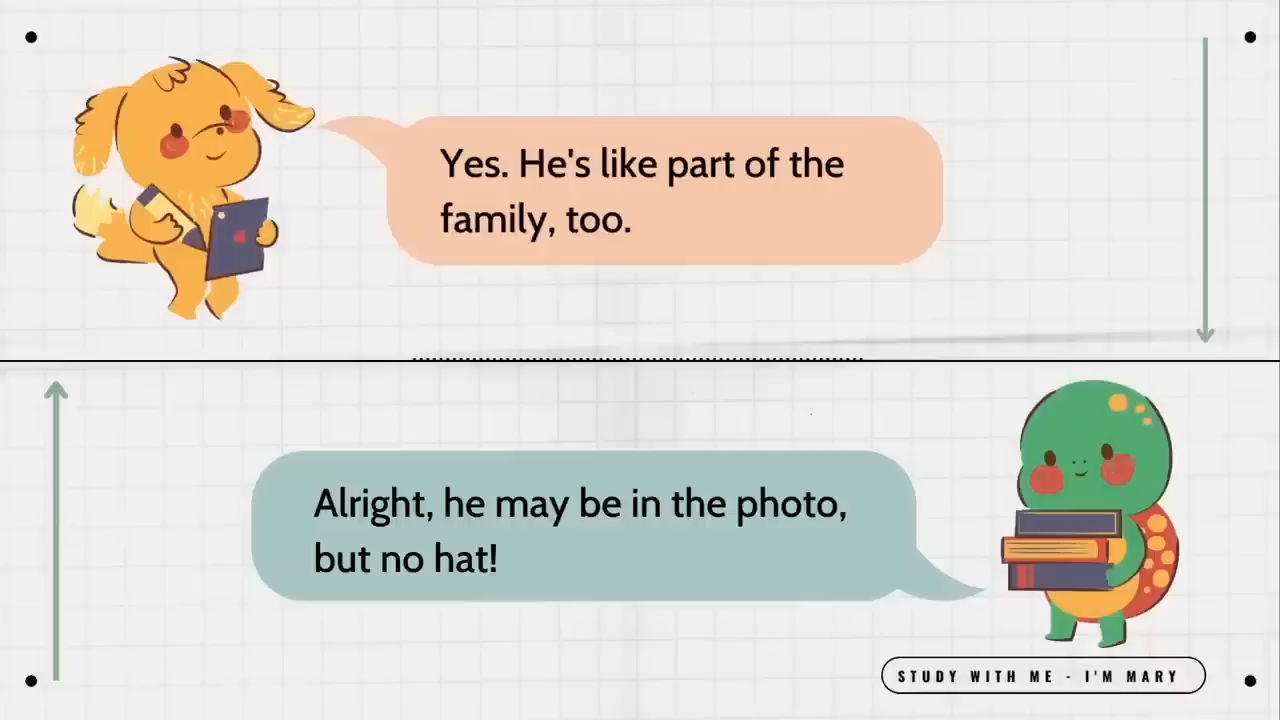 Yes. He's like part of the
family, too.
Alright, he may be in the photo,
but no hat!
STUDY WITH ME - I'M MARY